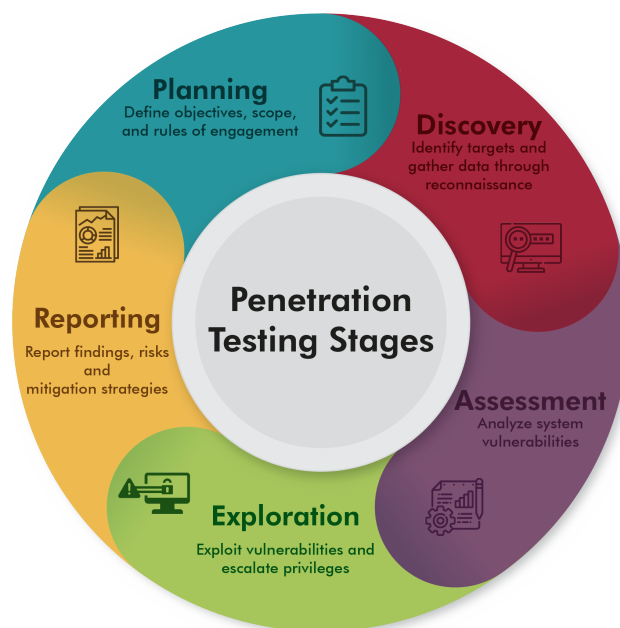 Planning
Define objectives, scope,
and rules of engagement
Discovery
Identify targets and
gather data through
reconnaissance
Assessment
Analyze system
vulnerabilities
Exploration
Exploit vulnerabilities and
escalate privileges
Reporting
Report findings, risks
and
mitigation strategies
Penetration
Testing Stages